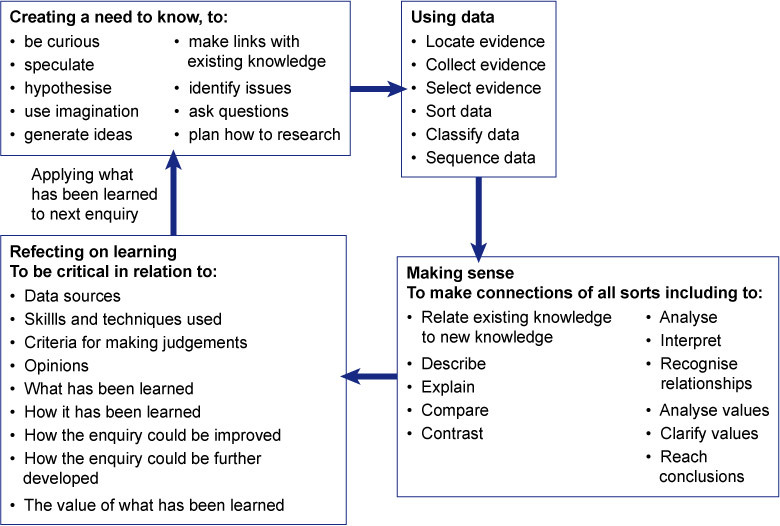 Creating a need to know, to:
• be curious
• speculate
• hypothesise
• use imagination
• generate ideas
• make links with
existing knowledge
• identify issues
• ask questions
• plan how to research
Using data
• Locate evidence
• Collect evidence
• Select evidence
• Sort data
• Classify data
• Sequence data
Making sense
To make connections of all sorts including to:
• Relate existing knowledge
to new knowledge
• Describe
• Explain
• Compare
• Contrast
• Analyse
• Interpret
• Recognise
relationships
• Analyse values
• Clarify values
• Reach
conclusions
Refecting on learning
To be critical in relation to:
• Data sources
• Skillls and techniques used
• Criteria for making judgements
• Opinions
• What has been learned
• How it has been learned
• How the enquiry could be improved
• How the enquiry could be further
developed
• The value of what has been learned
Applying what
has been learned
to next enquiry